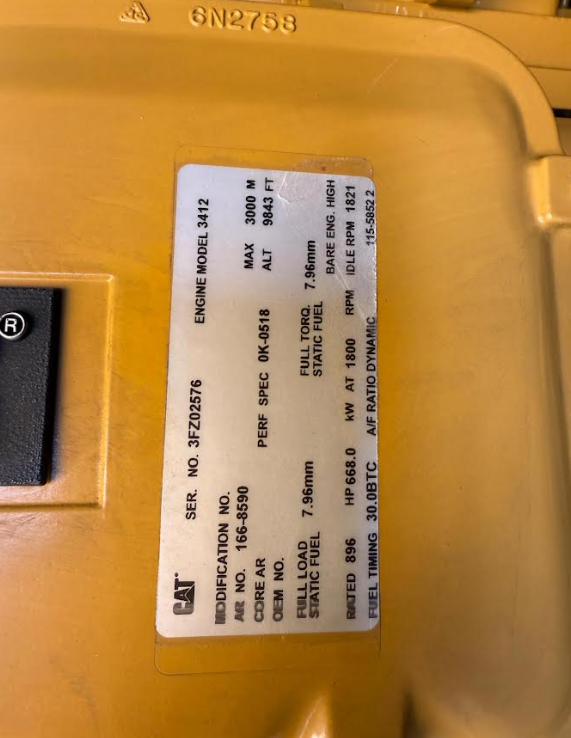 6N2758
R
CAT
SER. NO. 3FZ02576 ENGINE MODEL 3412
MODIFICATION NO.
AR NO. 166-8590 MAX 3000 M
CORE AR PERF SPEC 0K-0518 ALT 9843 FT
OEM NO.
FULL LOAD FULL TORQ.
STATIC FUEL 7.96mm STATIC FUEL 7.96mm
BARE ENG. HIGH
RATED 896 HP 668.0 kW AT 1800 RPM IDLE RPM 1821
FUEL TIMING 30.0BTC A/F RATIO DYNAMIC 115-5852 2